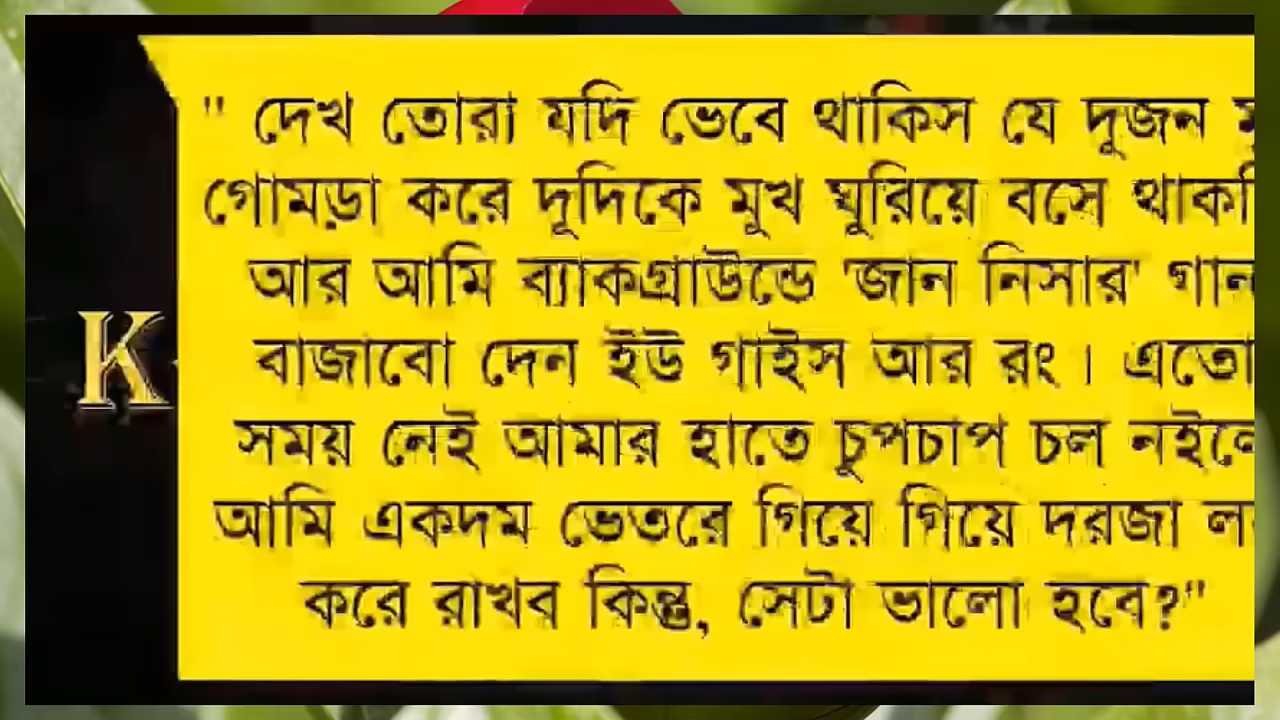 " দেখ তোরা যদি ভেবে থাকিস যে দুজন
গোমড়া করে দুদিকে মুখ ঘুরিয়ে বসে
আর আমি ব্যাকগ্রাউন্ডে 'জান নিসার' গান
বাজাবো দেন ইউ গাইস আর রং। এতো
সময় নেই আমার হাতে চুপচাপ চল নইলে
আমি একদম ভেতরে গিয়ে গিয়ে দরজা
করে রাখব কিন্তু, সেটা ভালো হবে?"
K